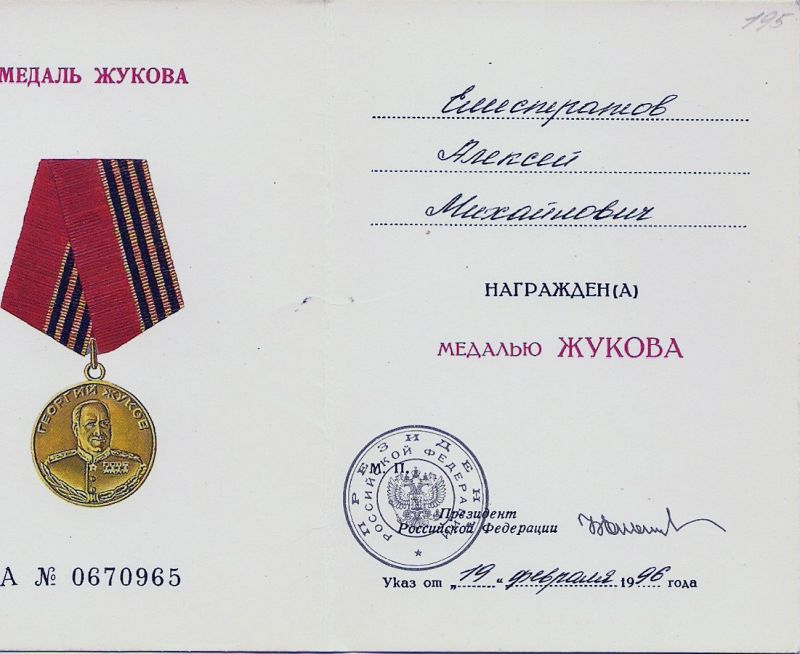 МЕДАЛЬ ЖУКОВА
ГЕОРГИЙ ЖУКОВ
А № 0670965
195
Елистратов
Алексей
Михайлович
НАГРАЖДЕН(А)
МЕДАЛЬЮ ЖУКОВА
ПРЕЗИДЕНТ
РОССИЙСКОЙ ФЕДЕРАЦИИ
М. П.
Президент
Российской Федерации
Указ от „19“ февраля 1996 года